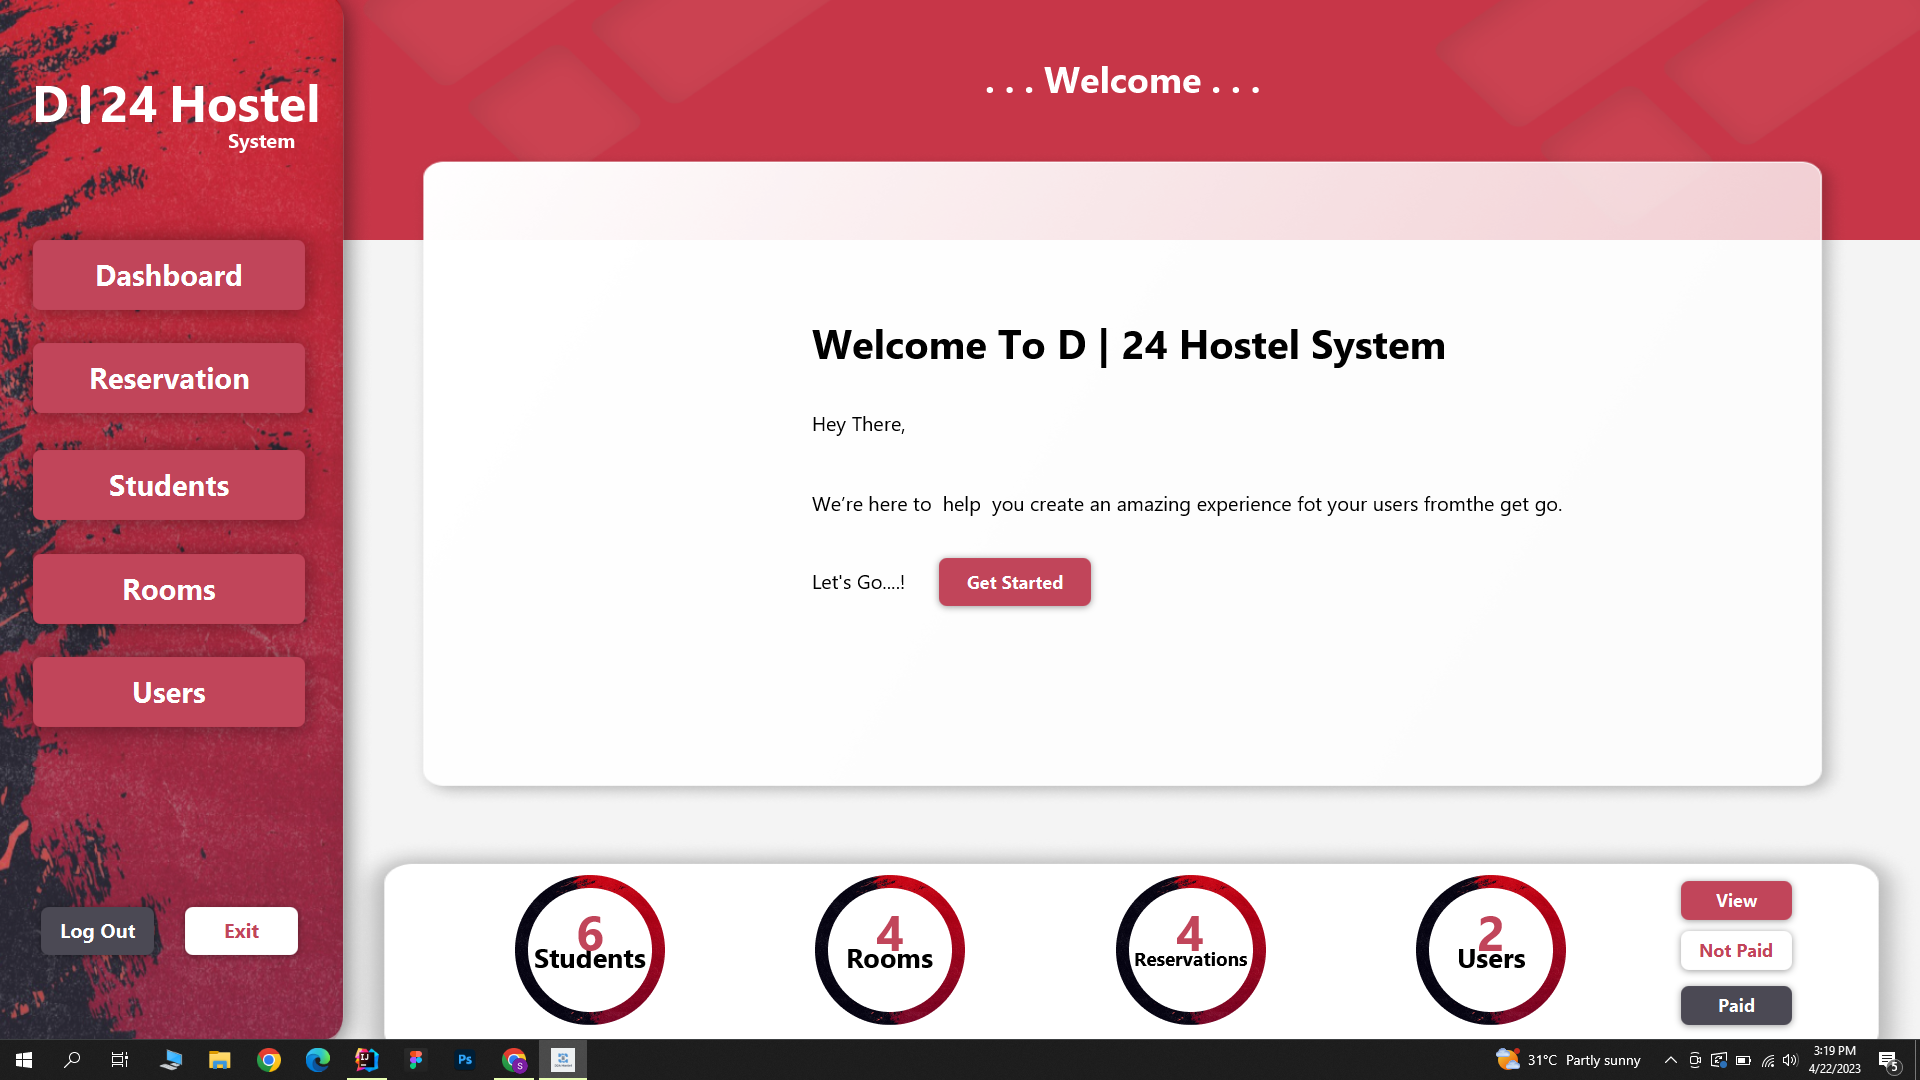 D | 24 Hostel
System
Dashboard
Reservation
Students
Rooms
Users
Log Out
Exit
. . . Welcome . . .
Welcome To D | 24 Hostel System
Hey There,
We’re here to  help  you create an amazing experience fot your users fromthe get go.
Let's Go....!
Get Started
6
Students
4
Rooms
4
Reservations
2
Users
View
Not Paid
Paid
31°C Partly sunny
3:19 PM
4/22/2023
5
Ps
IJ
S